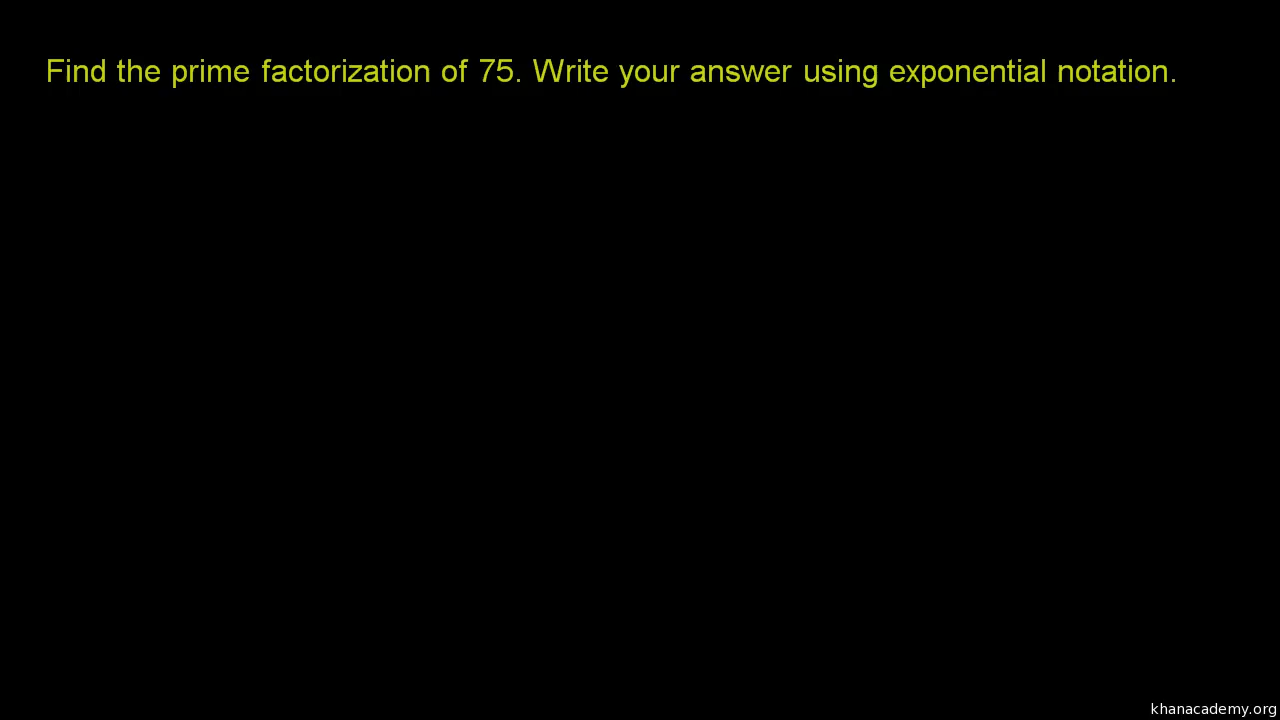 Find the prime factorization of 75. Write your answer using exponential notation.
khanacademy.org